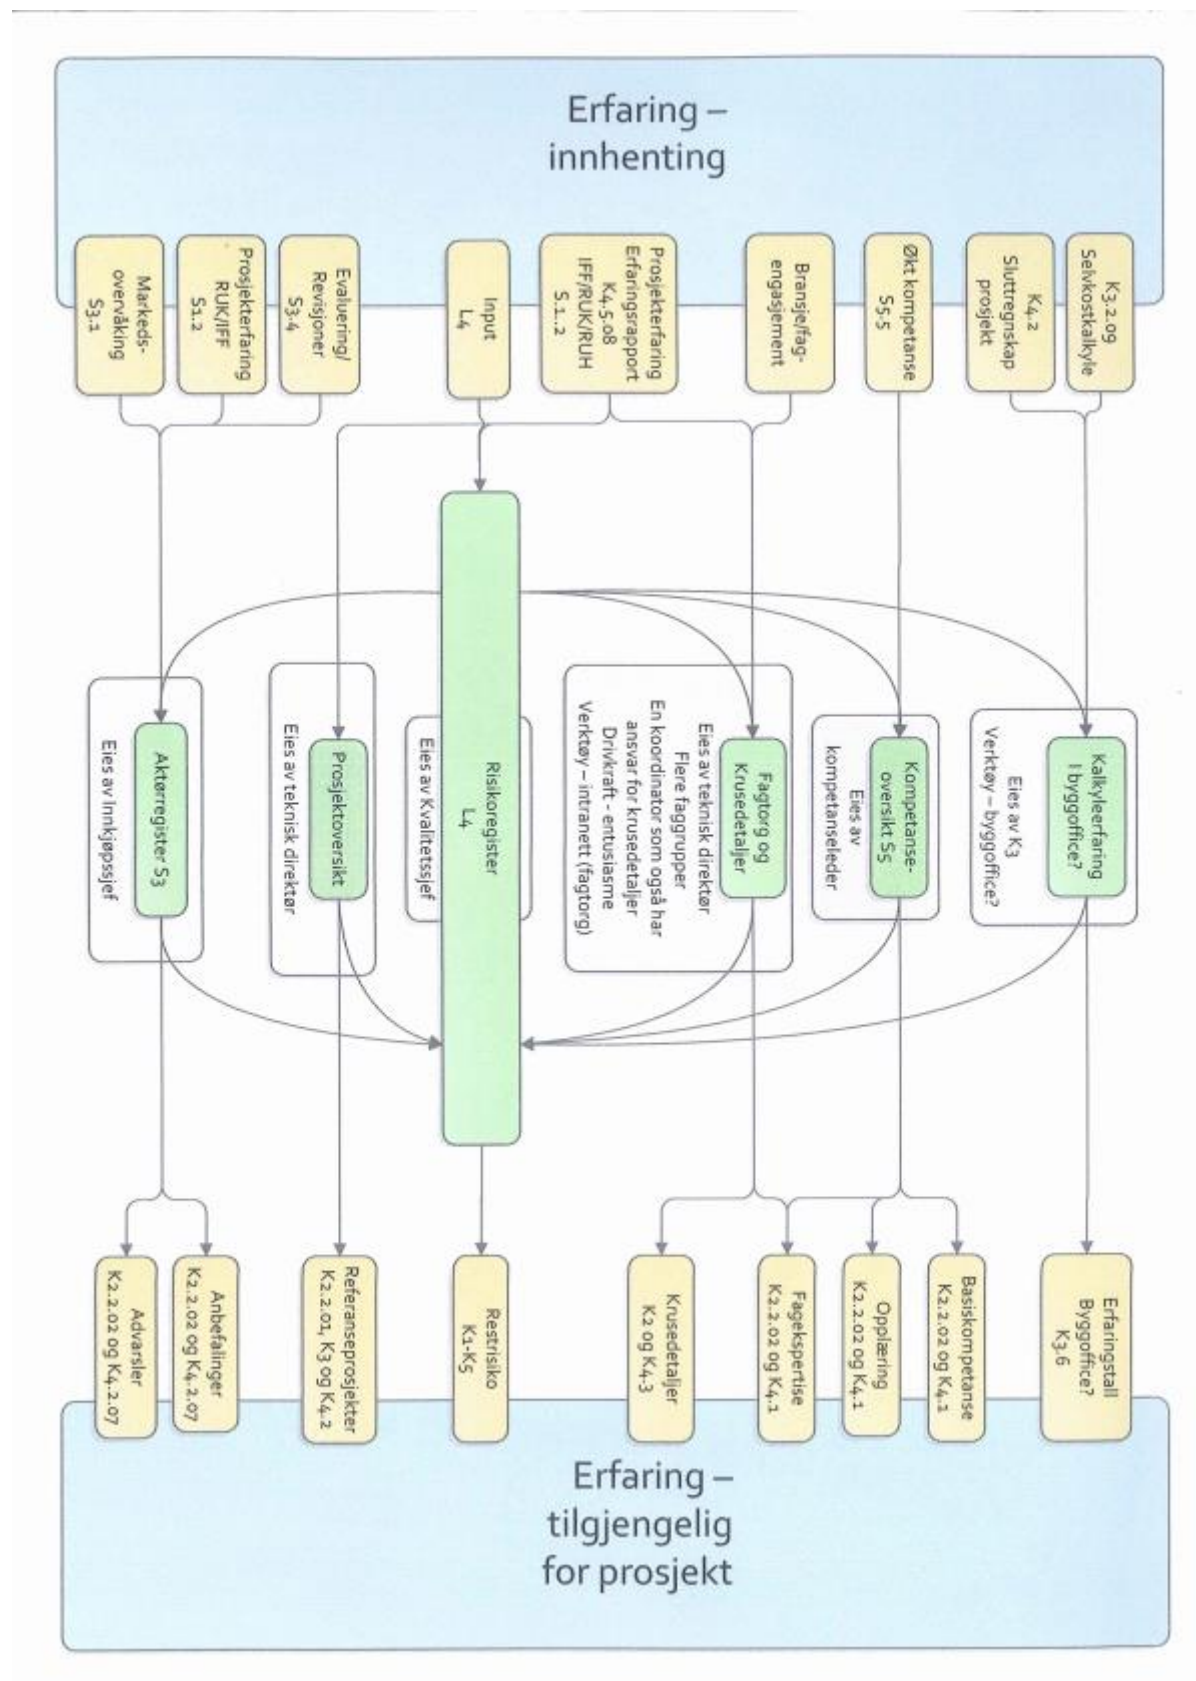 Erfaring –
innhenting
K3.2.09
Selvkostkalkyle
K4.2
Sluttregnskap
prosjekt
Økt kompetanse
S5.5
Bransje/fag-
engasjement
Prosjekterfaring
Erfaringsrapport
K4.5.08
IFF/RUK/RUH
S.1..2
Input
L4
Evaluering/
Revisjoner
S3.4
Prosjekterfaring
RUK/IFF
S1.2
Markeds-
overvåking
S3.1
Kalkyleerfaring
I byggoffice?
Eies av K3
Verktøy – byggoffice?
Kompetanse-
oversikt S5
Eies av
kompetanseleder
Fagtorg og
Krusedetaljer
Eies av teknisk direktør
Flere faggrupper
En koordinator som også har
ansvar for krusedetaljer
Drivkraft - entusiasme
Verktøy – intranett (fagtorg)
Risikoregister
L4
Eies av Kvalitetssjef
Prosjektoversikt
Eies av teknisk direktør
Aktørregister S3
Eies av Innkjøpssjef
Erfaringstall
Byggoffice?
K3.6
Basiskompetanse
K2.2.02 og K4.1
Opplæring
K2.2.02 og K4.1
Fagekspertise
K2.2.02 og K4.1
Krusedetaljer
K2 og K4.3
Restrisiko
K1-K5
Referanseprosjekter
K2.2.01, K3 og K4.2
Anbefalinger
K2.2.02 og K4.2.07
Advarsler
K2.2.02 og K4.2.07
Erfaring –
tilgjengelig
for prosjekt